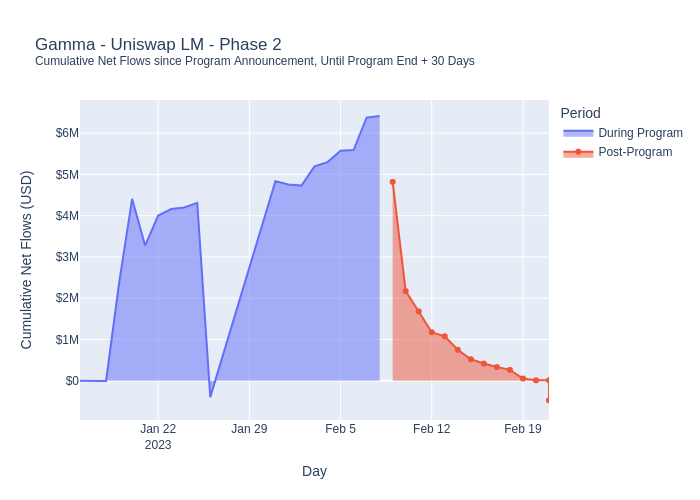 Gamma - Uniswap LM - Phase 2
Cumulative Net Flows since Program Announcement, Until Program End + 30 Days
Period
During Program
Post-Program
Cumulative Net Flows (USD)
$6M
$5M
$4M
$3M
$2M
$1M
$0
Jan 22
2023
Jan 29
Feb 5
Feb 12
Feb 19
Day